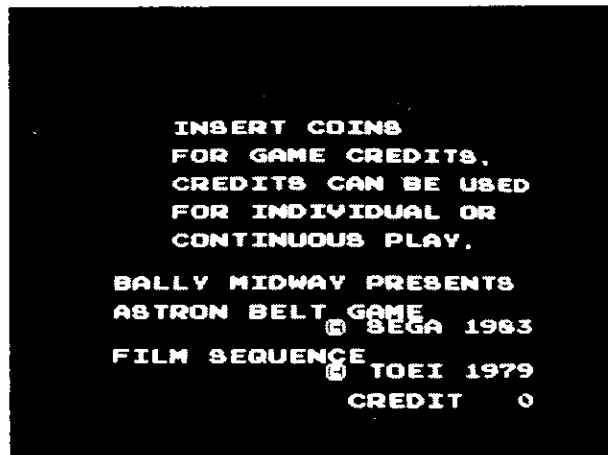 INSERT COINS
FOR GAME CREDITS.
CREDITS CAN BE USED
FOR INDIVIDUAL OR
CONTINUOUS PLAY.
BALLY MIDWAY PRESENTS
ASTRON BELT GAME
© SEGA 1983
FILM SEQUENCE
© TOEI 1979
CREDIT 0